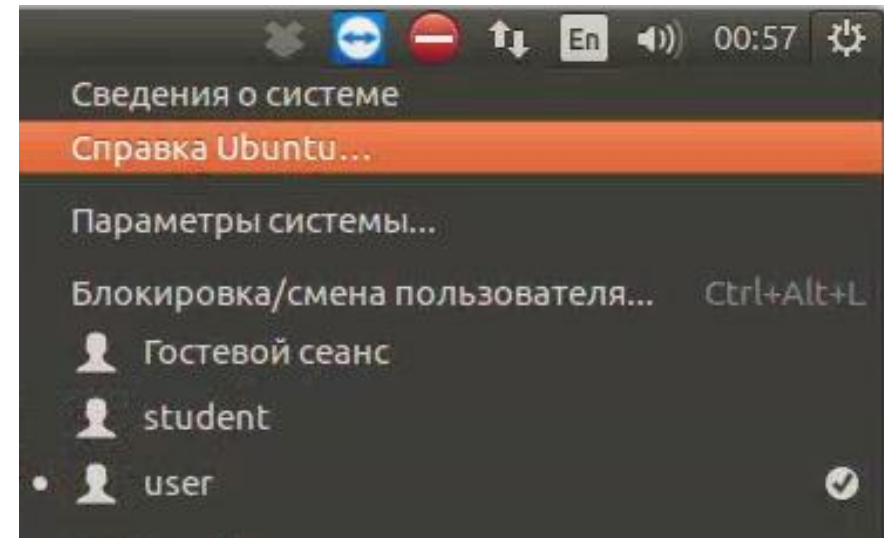 En 00:57
Сведения о системе
Справка Ubuntu...
Параметры системы...
Блокировка/смена пользователя... Ctrl+Alt+L
Гостевой сеанс
student
user